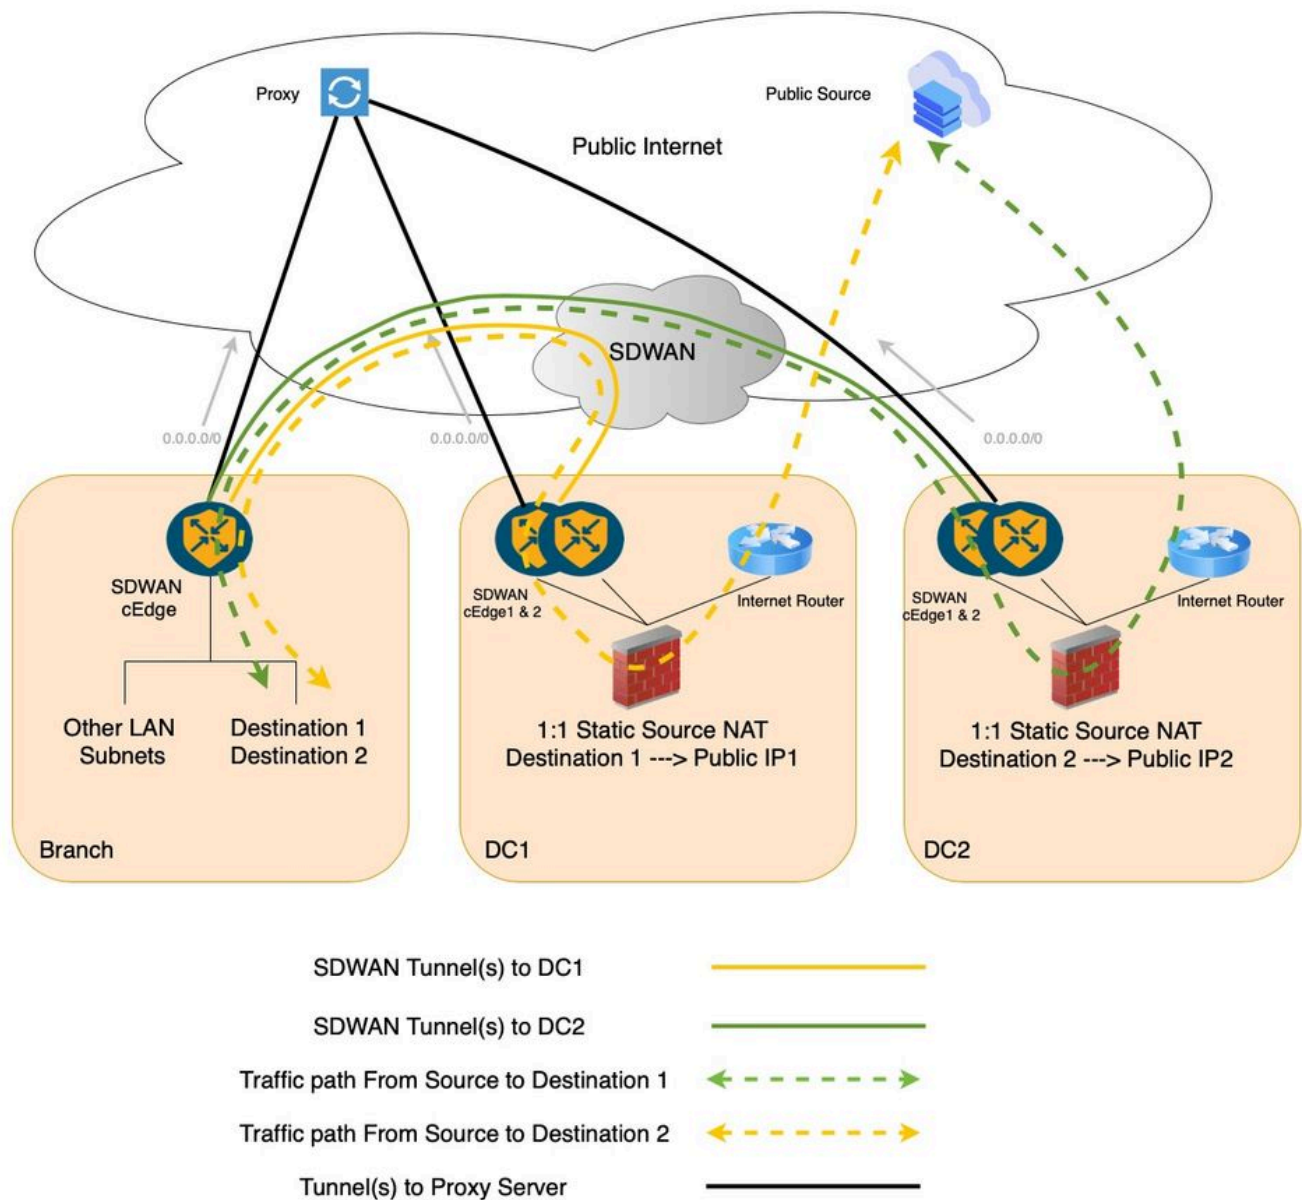 Proxy
Public Source
Public Internet
SDWAN
0.0.0.0/0
0.0.0.0/0
0.0.0.0/0
SDWAN
cEdge
Other LAN
Subnets
Destination 1
Destination 2
Branch
SDWAN
cEdge1 & 2
Internet Router
1:1 Static Source NAT
Destination 1 ---> Public IP1
DC1
SDWAN
cEdge1 & 2
Internet Router
1:1 Static Source NAT
Destination 2 ---> Public IP2
DC2
SDWAN Tunnel(s) to DC1
SDWAN Tunnel(s) to DC2
Traffic path From Source to Destination 1
Traffic path From Source to Destination 2
Tunnel(s) to Proxy Server